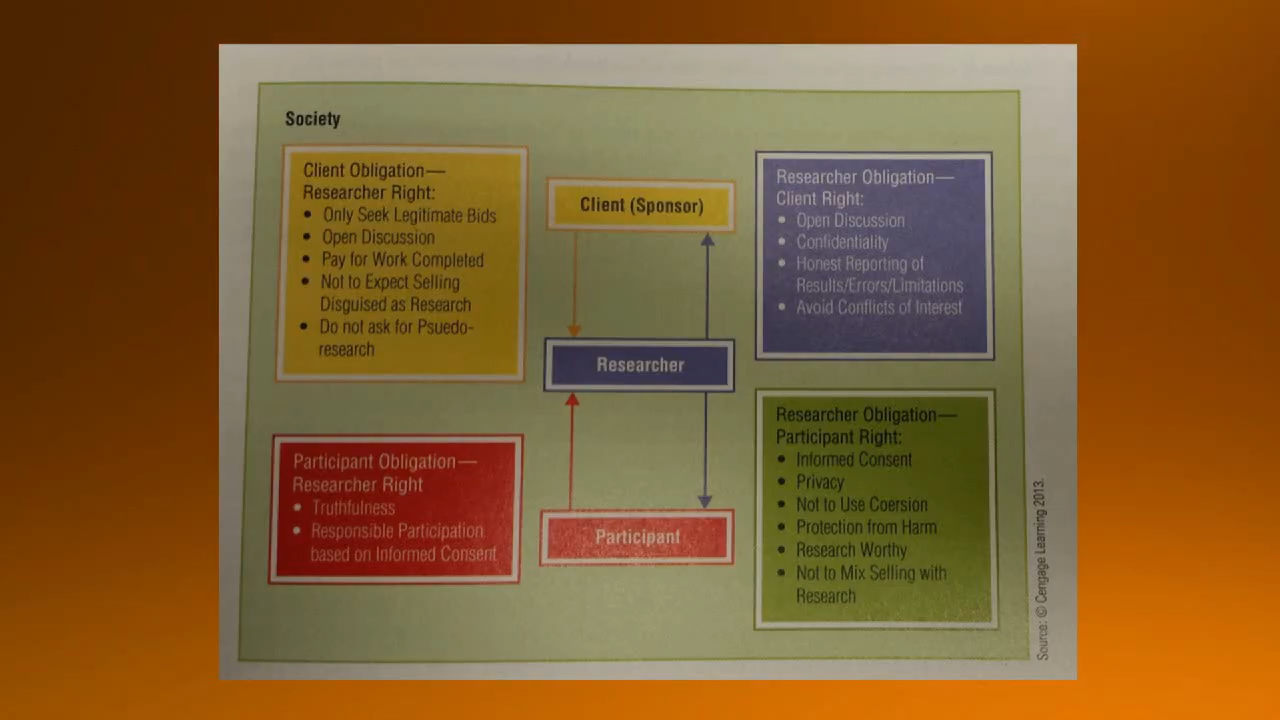 Society
Client Obligation—
Researcher Right:
• Only Seek Legitimate Bids
• Open Discussion
• Pay for Work Completed
• Not to Expect Selling
Disguised as Research
• Do not ask for Psuedo-
research
Client (Sponsor)
Researcher Obligation—
Client Right:
• Open Discussion
• Confidentiality
• Honest Reporting of
Results/Errors/Limitations
• Avoid Conflicts of Interest
Researcher
Participant Obligation—
Researcher Right
• Truthfulness
• Responsible Participation
based on Informed Consent
Participant
Researcher Obligation—
Participant Right:
• Informed Consent
• Privacy
• Not to Use Coersion
• Protection from Harm
• Research Worthy
• Not to Mix Selling with
Research
Source: © Cengage Learning 2013.